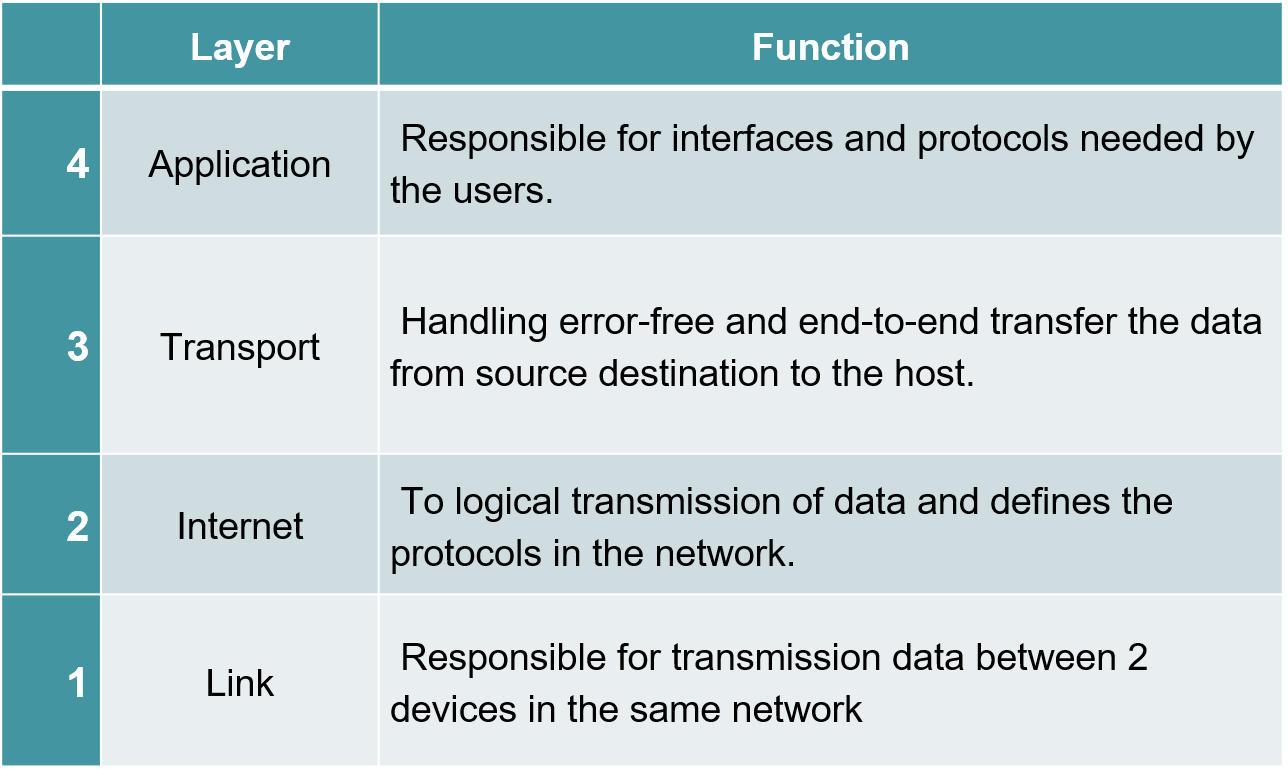 Layer Function
4 Application Responsible for interfaces and protocols needed by
the users.
3 Transport Handling error-free and end-to-end transfer the data
from source destination to the host.
2 Internet To logical transmission of data and defines the
protocols in the network.
1 Link Responsible for transmission data between 2
devices in the same network